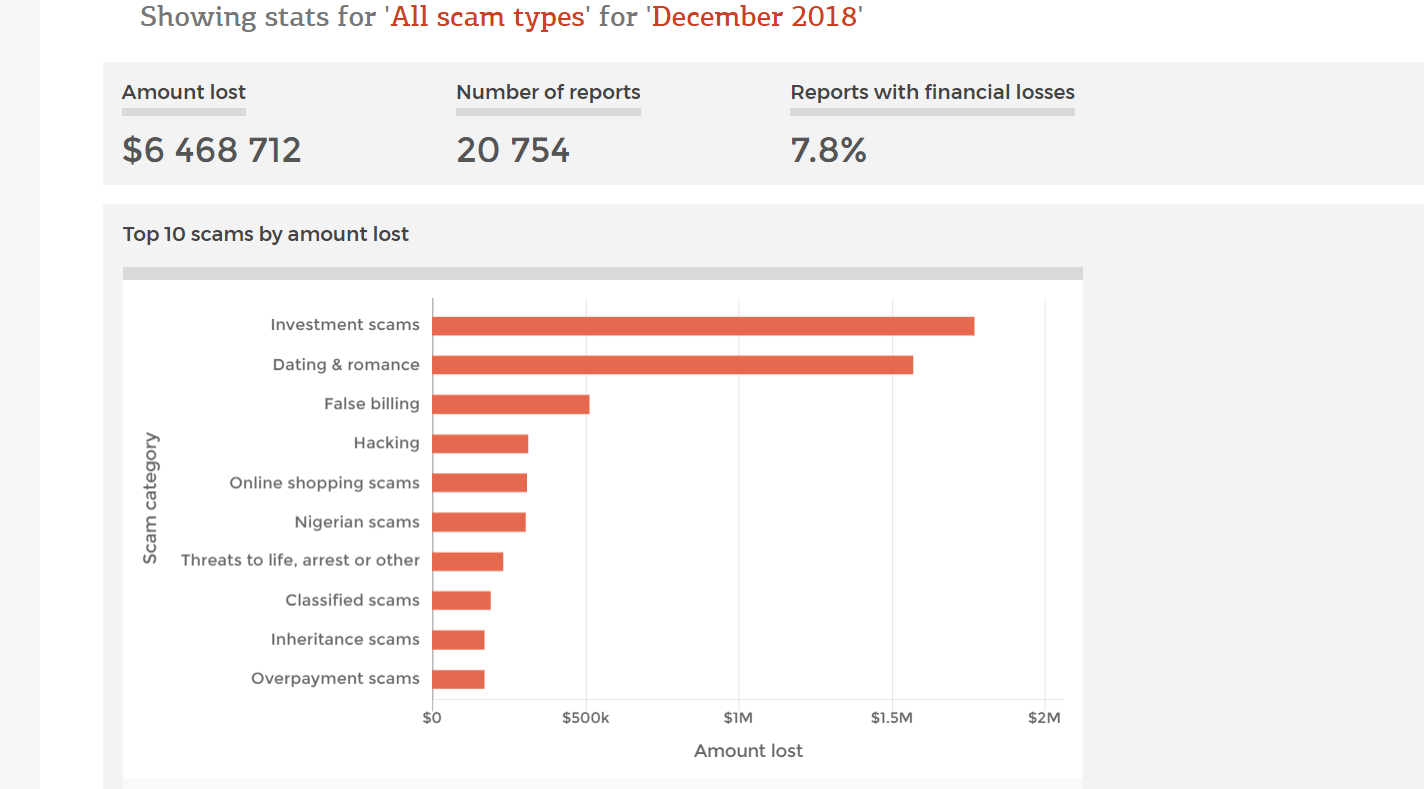 Showing stats for 'All scam types' for 'December 2018'
Amount lost
Number of reports
Reports with financial losses
$6 468 712
20 754
7.8%
Top 10 scams by amount lost
Scam category
Investment scams
Dating & romance
False billing
Hacking
Online shopping scams
Nigerian scams
Threats to life, arrest or other
Classified scams
Inheritance scams
Overpayment scams
$0
$500k
$1M
$1.5M
$2M
Amount lost